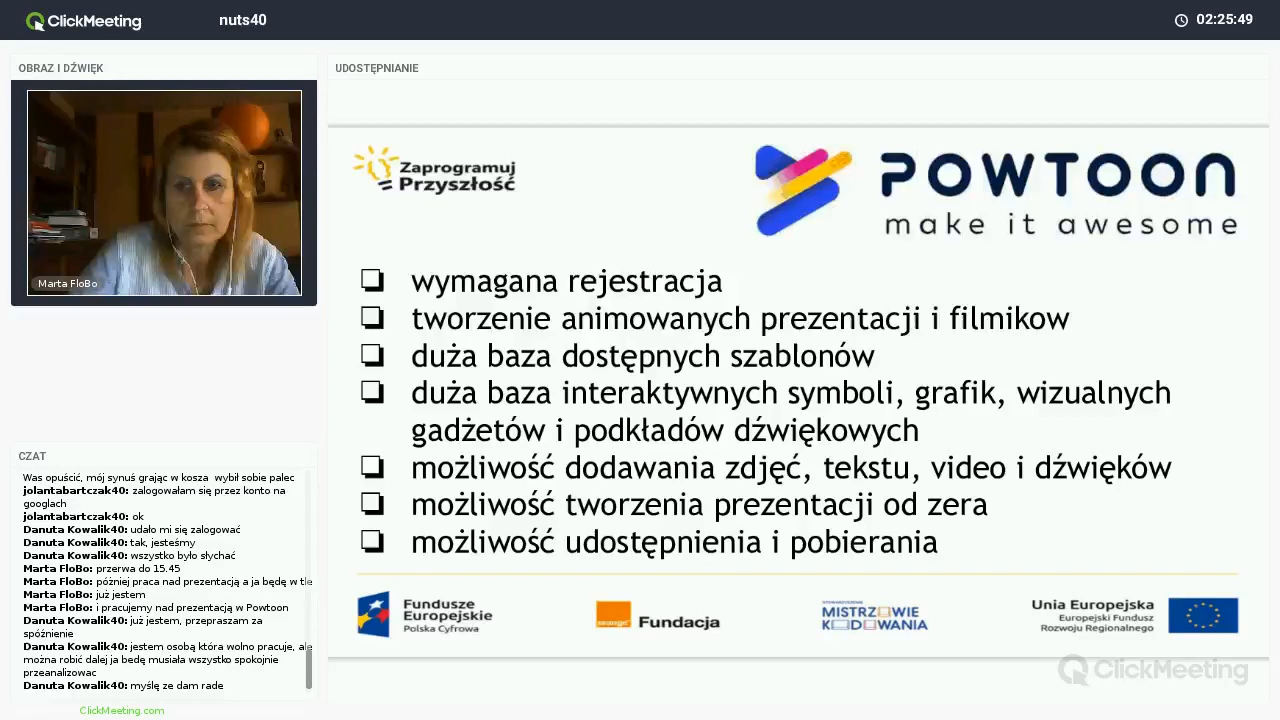 ClickMeeting
nuts40
02:25:49
OBRAZ I DŹWIĘK
Marta FloBo
CZAT
Was opuścić, mój synuś grając w kosza wybił sobie palec
jolantabartczak40: zalogowałam się przez konto na
googlach
jolantabartczak40: ok
Danuta Kowalik40: udało mi się zalogować
Danuta Kowalik40: tak, jesteśmy
Danuta Kowalik40: wszystko było słychać
Marta FloBo: przerwa do 15.45
Marta FloBo: później praca nad prezentacją a ja będę w tle
Marta FloBo: już jestem
Marta FloBo: i pracujemy nad prezentacją w Powtoon
Danuta Kowalik40: już jestem, przepraszam za
spóźnienie
Danuta Kowalik40: jestem osobą która wolno pracuje, ale
można robić dalej ja bedę musiała wszystko spokojnie
przeanalizowac
Danuta Kowalik40: myślę ze dam rade
ClickMeeting.com
UDOSTĘPNIANIE
Zaprogramuj
Przyszłość
POWTOON
make it awesome
wymagana rejestracja
tworzenie animowanych prezentacji i filmikow
duża baza dostępnych szablonów
duża baza interaktywnych symboli, grafik, wizualnych
gadżetów i podkładów dźwiękowych
możliwość dodawania zdjęć, tekstu, video i dźwięków
możliwość tworzenia prezentacji od zera
możliwość udostępnienia i pobierania
Fundusze
Europejskie
Polska Cyfrowa
orange
Fundacja
MISTRZOWIE
KODOWANIA
Unia Europejska
Europejski Fundusz
Rozwoju Regionalnego
ClickMeeting